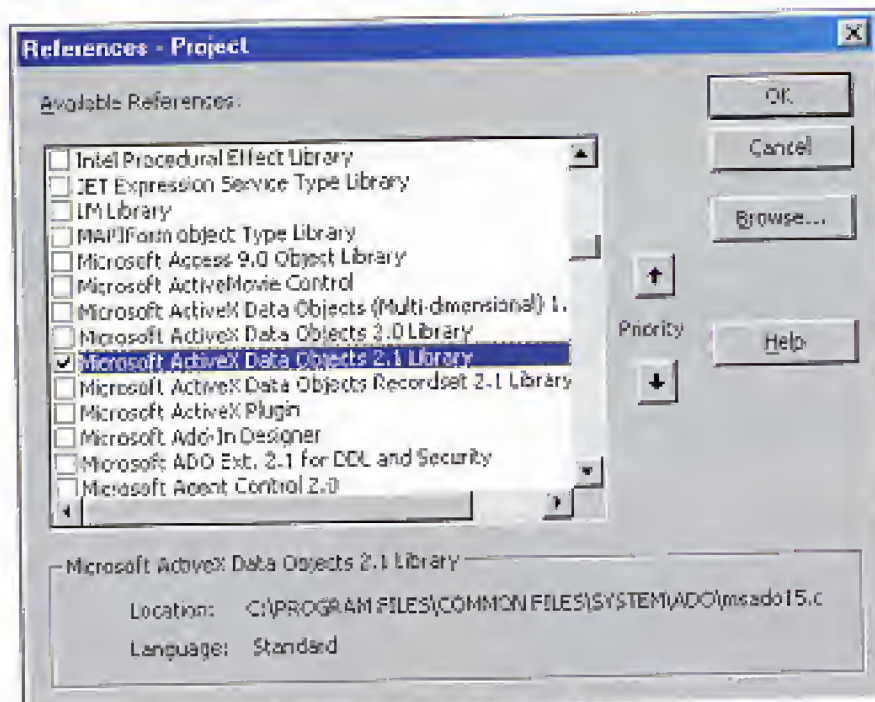 References - Project
Available References:
OK
Cancel
Browse...
Help
Priority
Intel Procedural Effect Library
JET Expression Service Type Library
LM Library
MAPIForm object Type Library
Microsoft Access 9.0 Object Library
Microsoft ActiveMovie Control
Microsoft ActiveX Data Objects (Multi-dimensional) 1.
Microsoft ActiveX Data Objects 2.0 Library
Microsoft ActiveX Data Objects 2.1 Library
Microsoft ActiveX Data Objects Recordset 2.1 Library
Microsoft ActiveX Plugin
Microsoft Add-In Designer
Microsoft ADO Ext. 2.1 for DDL and Security
Microsoft Agent Control 2.0
Microsoft ActiveX Data Objects 2.1 Library
Location: C:\PROGRAM FILES\COMMON FILES\SYSTEM\ADO\msado15.c
Language: Standard